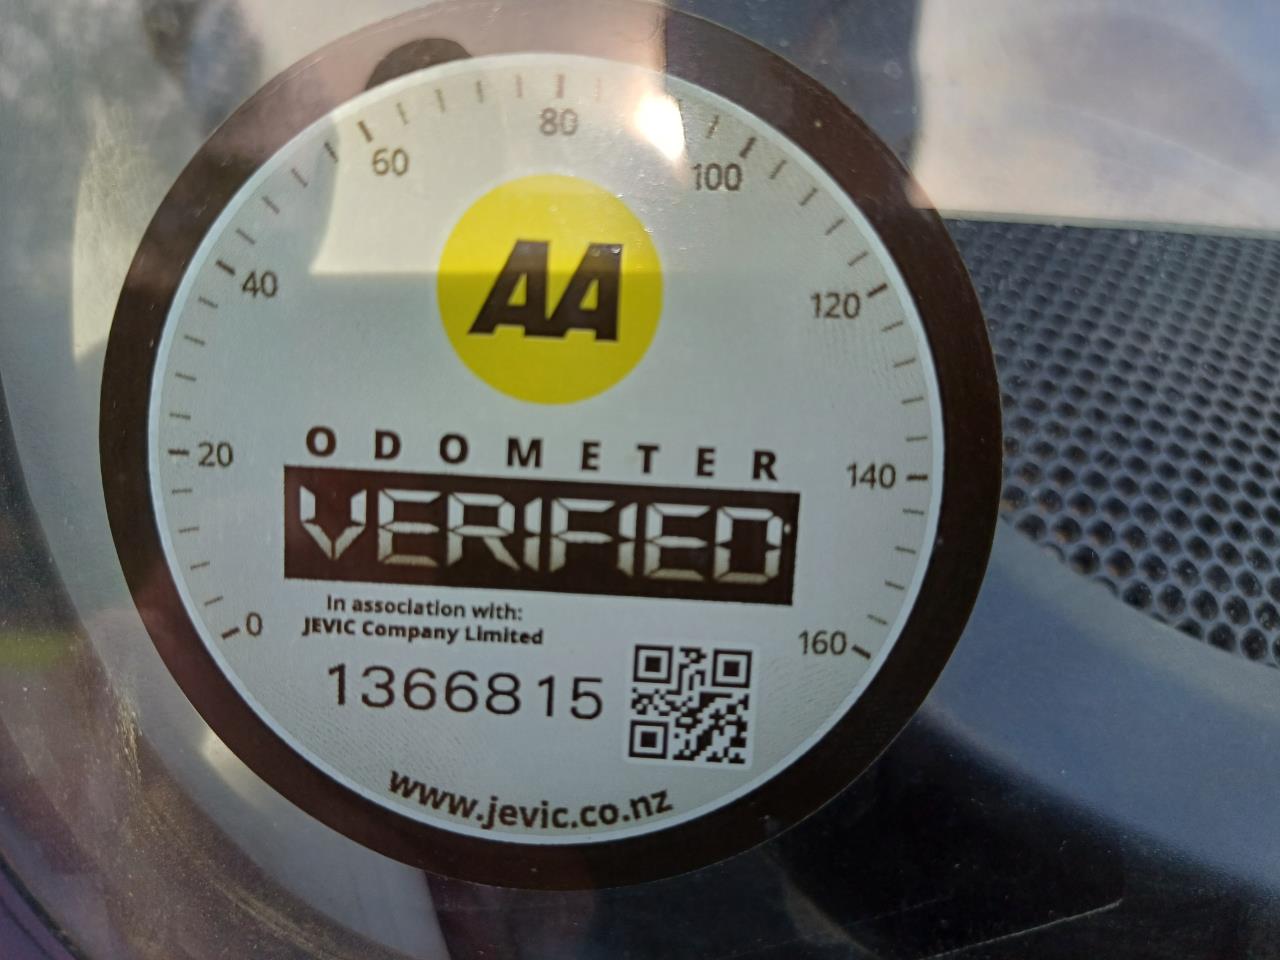 80
60
100
40
120
AA
ODOMETER
20
140
VERIFIED
In association with:
JEVIC Company Limited
0
160
1366815
www.jevic.co.nz